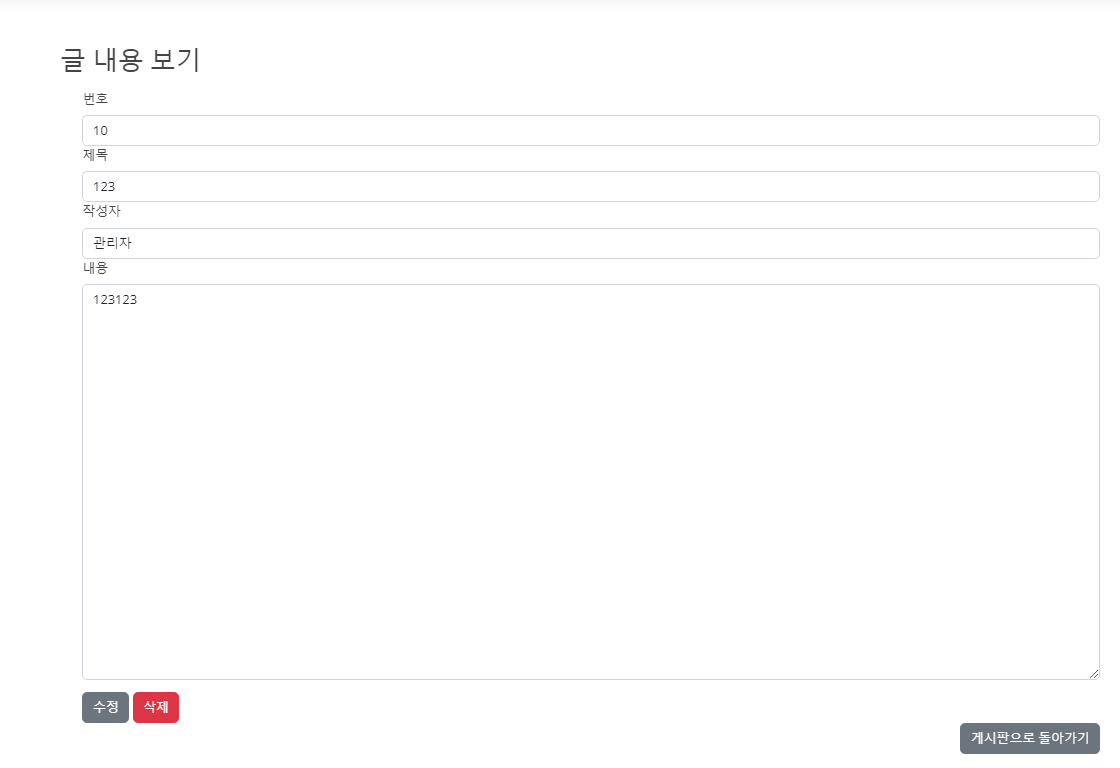 글 내용 보기
번호
10
제목
123
작성자
관리자
내용
123123
수정 삭제
게시판으로 돌아가기